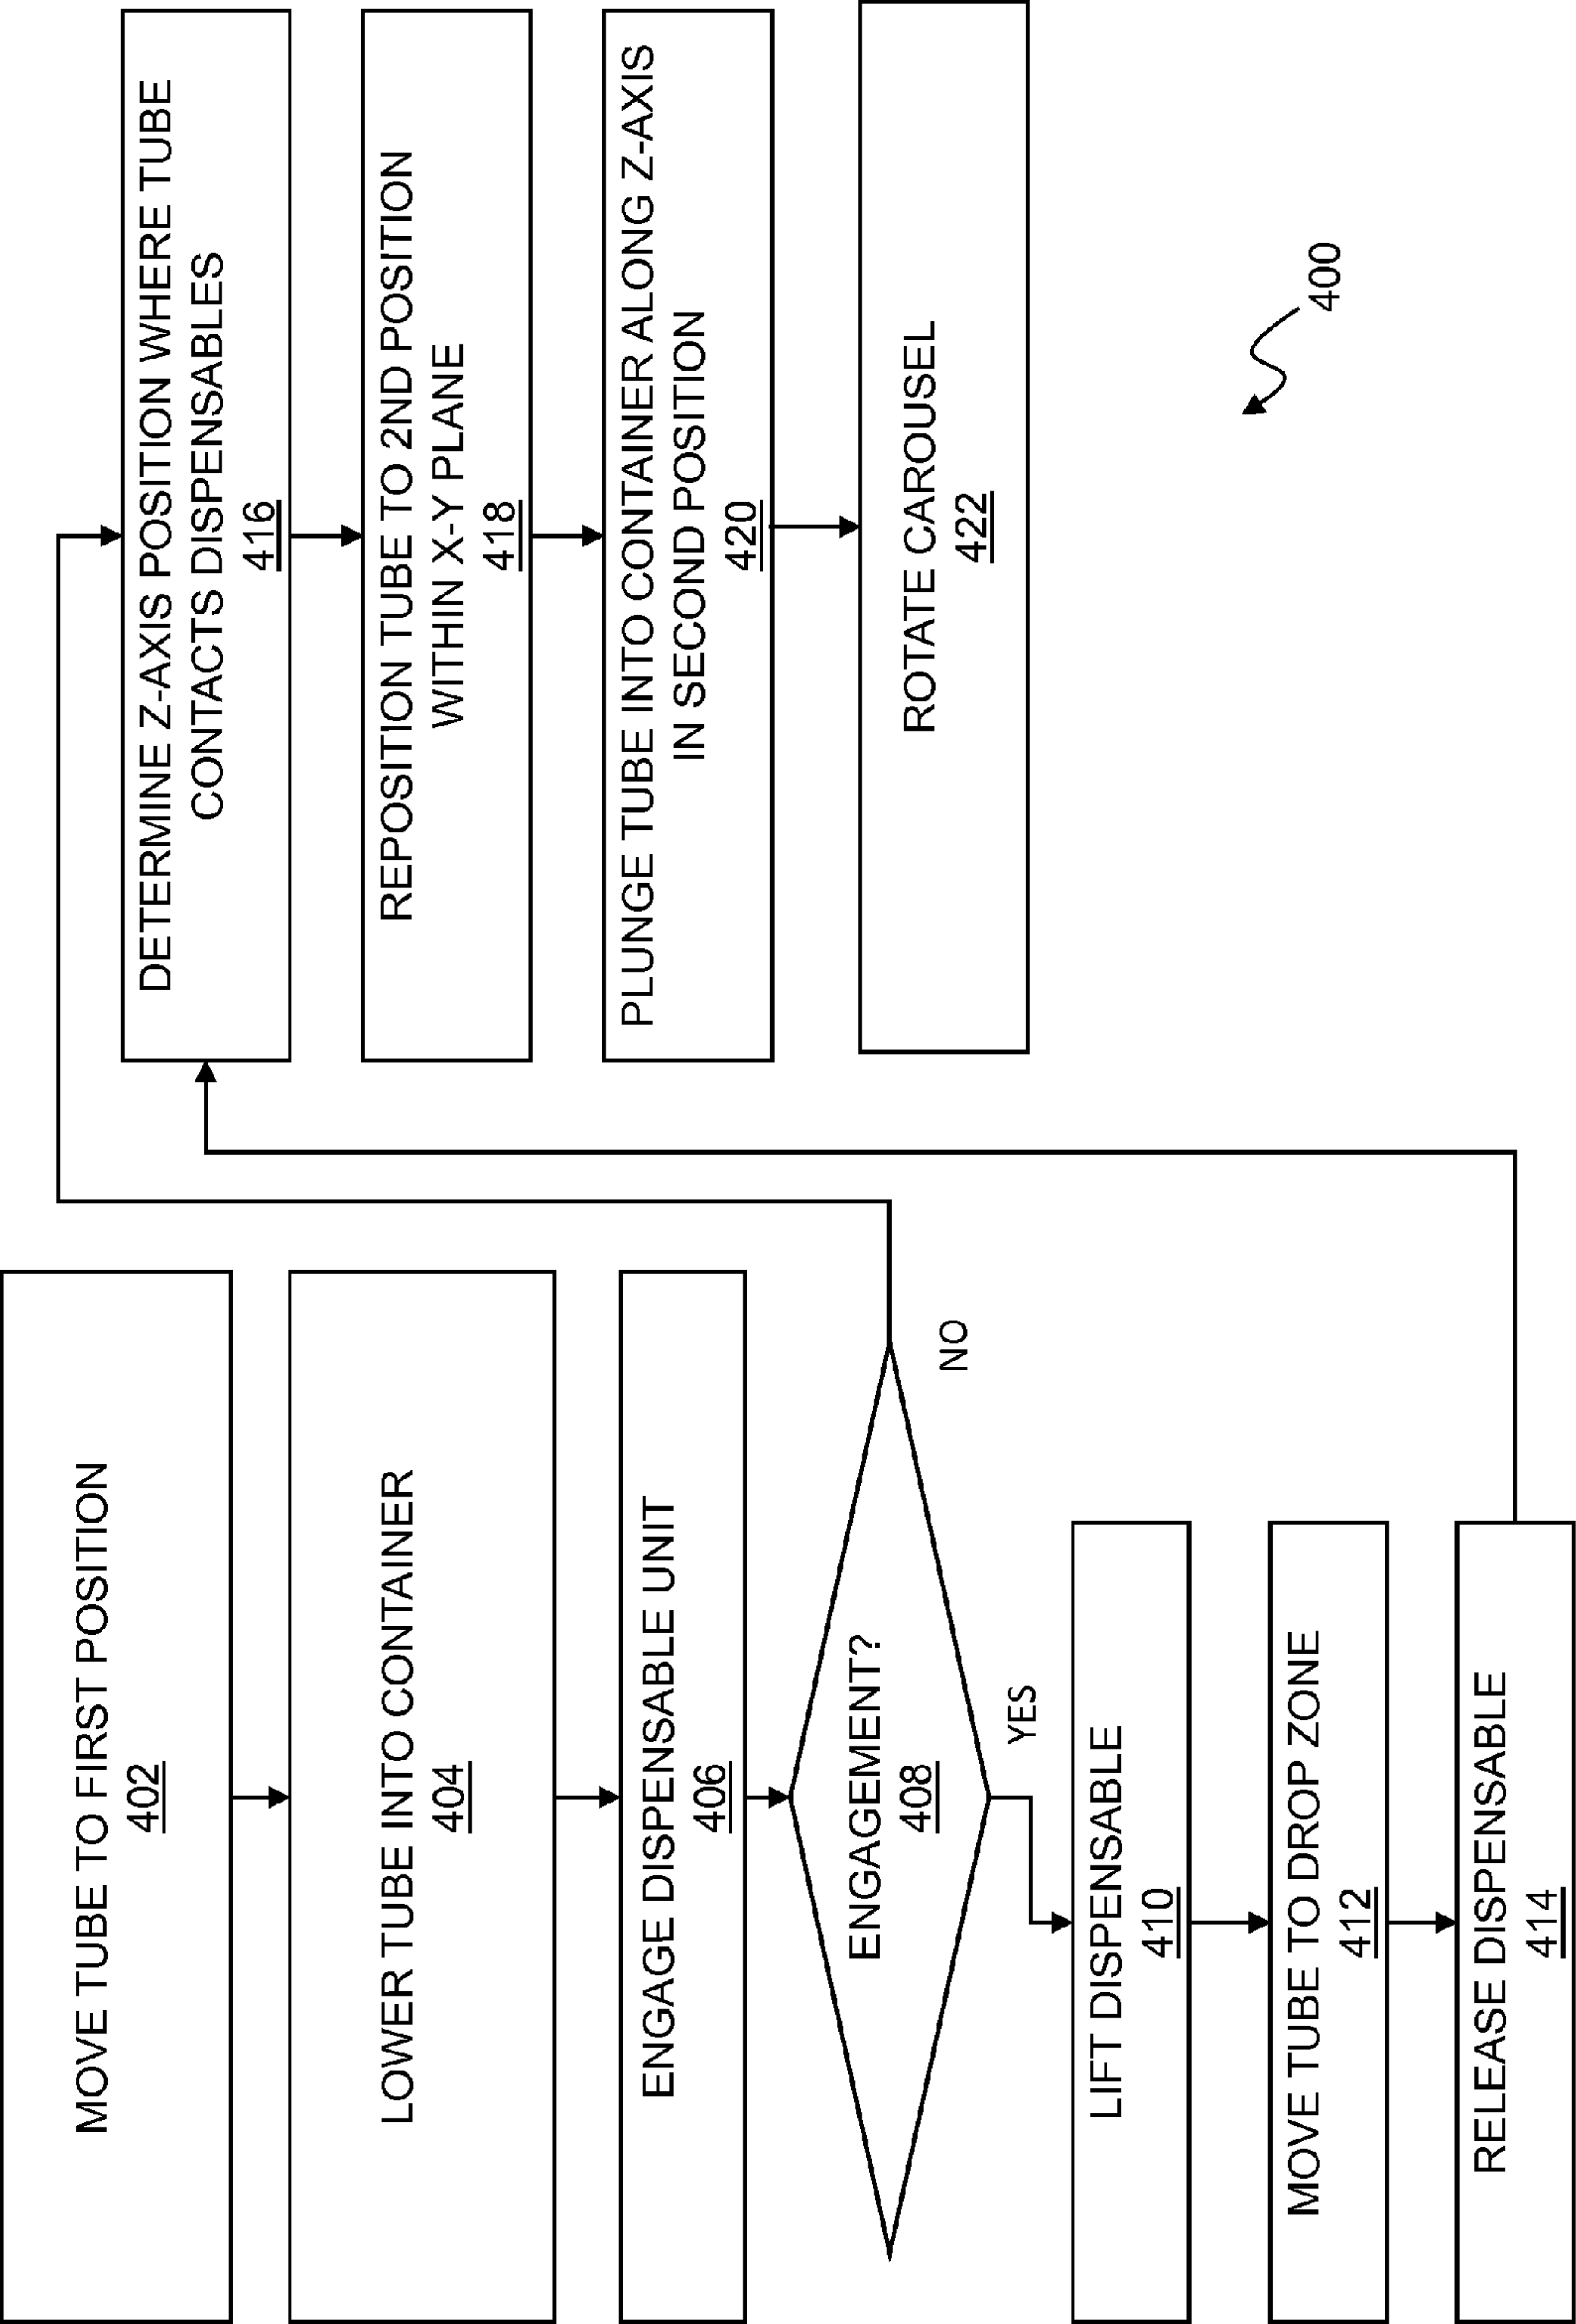 MOVE TUBE TO FIRST POSITION
402
LOWER TUBE INTO CONTAINER
404
ENGAGE DISPENSABLE UNIT
406
ENGAGEMENT?
408
NO
YES
LIFT DISPENSABLE
410
MOVE TUBE TO DROP ZONE
412
RELEASE DISPENSABLE
414
DETERMINE Z-AXIS POSITION WHERE TUBE
CONTACTS DISPENSABLES
416
REPOSITION TUBE TO 2ND POSITION
WITHIN X-Y PLANE
418
PLUNGE TUBE INTO CONTAINER ALONG Z-AXIS
IN SECOND POSITION
420
ROTATE CAROUSEL
422
400